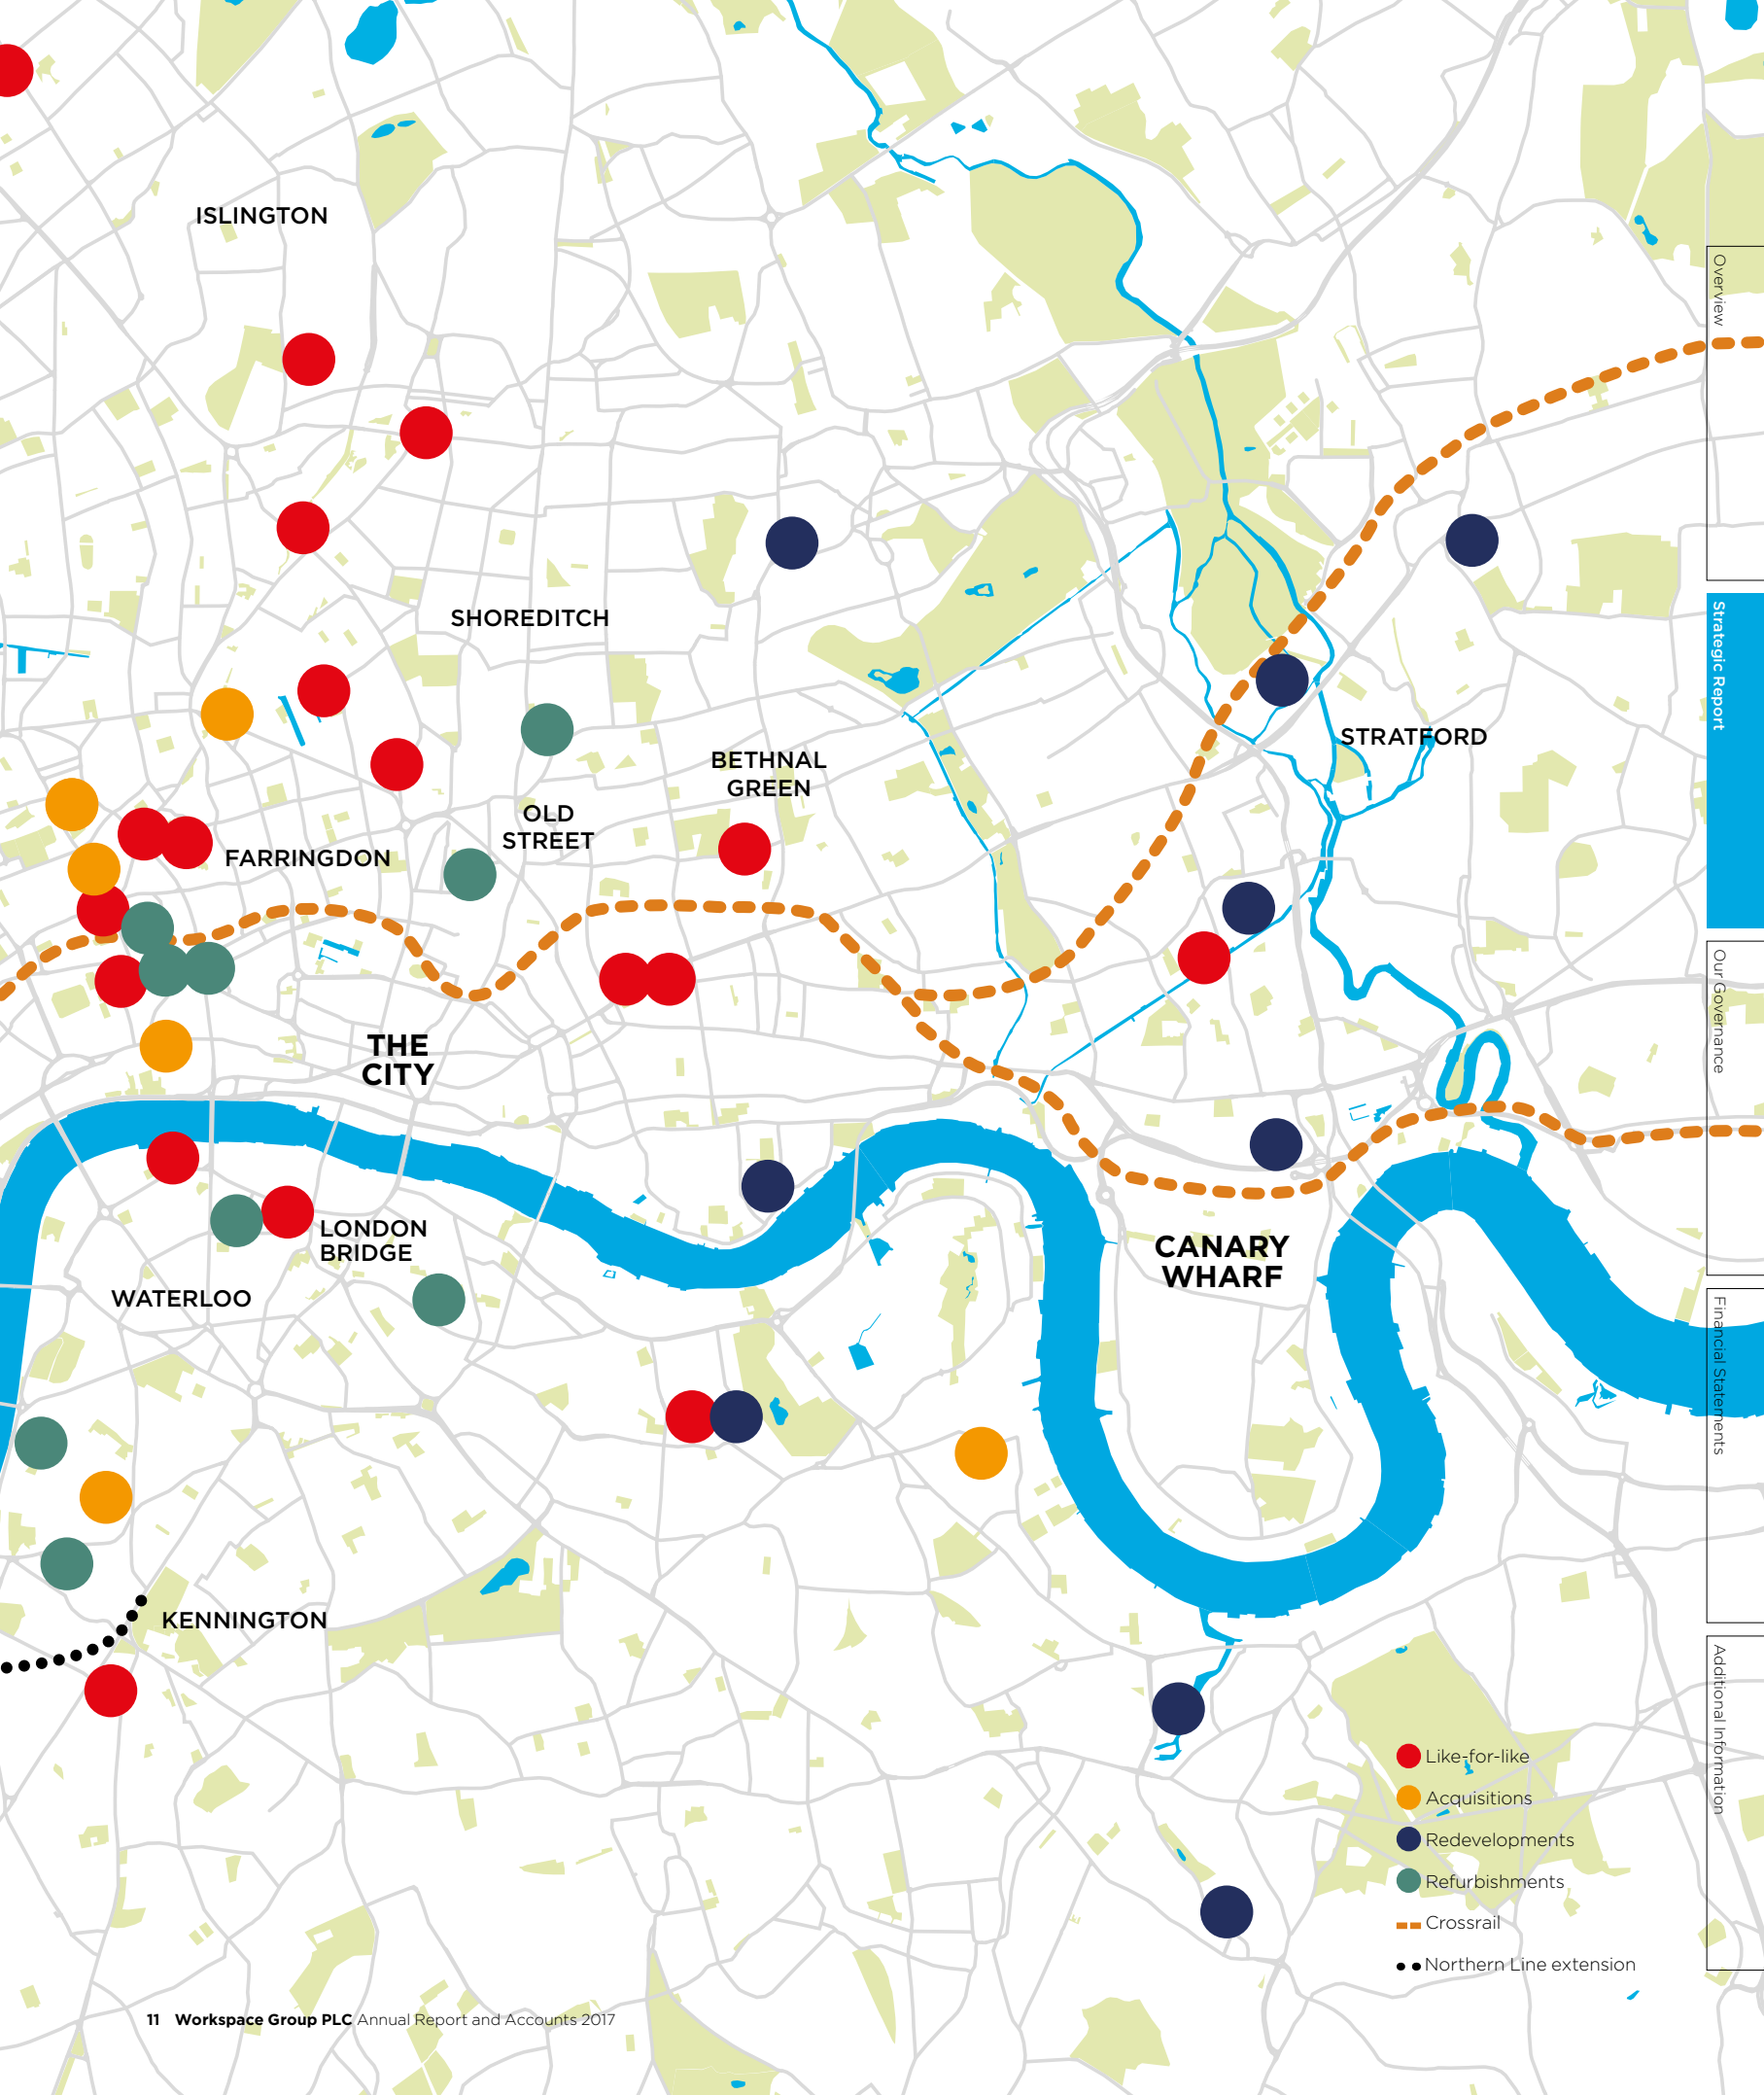 ISLINGTON
SHOREDITCH
BETHNAL
GREEN
STRATFORD
OLD
STREET
FARRINGDON
THE
CITY
LONDON
BRIDGE
CANARY
WHARF
WATERLOO
KENNINGTON
Like-for-like
Acquisitions
Redevelopments
Refurbishments
Crossrail
Northern Line extension
Overview
Strategic Report
Our Governance
Financial Statements
Additional Information
11 Workspace Group PLC Annual Report and Accounts 2017